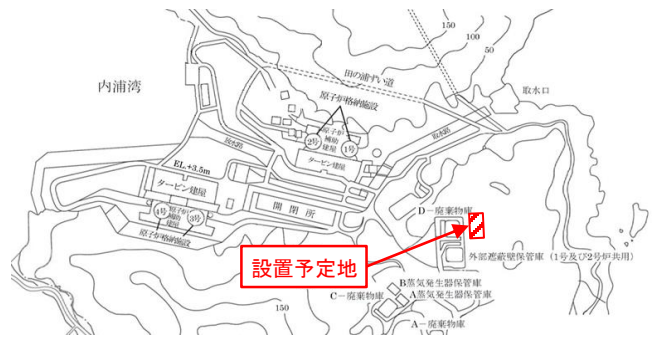 150
100
50
内浦湾
田の浦ずい道
取水口
原子炉格納施設
放水路
原子炉
補助
建屋
2号
1号
タービン建屋
放水路
EL.+3.5m
タービン建屋
開閉所
4号
原子炉
補助
建屋
3号
原子炉格納施設
D－廃棄物庫
設置予定地
外部遮蔽壁保管庫（1号及び2号炉共用）
B蒸気発生器保管庫
C－廃棄物庫
A蒸気発生器保管庫
150
A－廃棄物庫